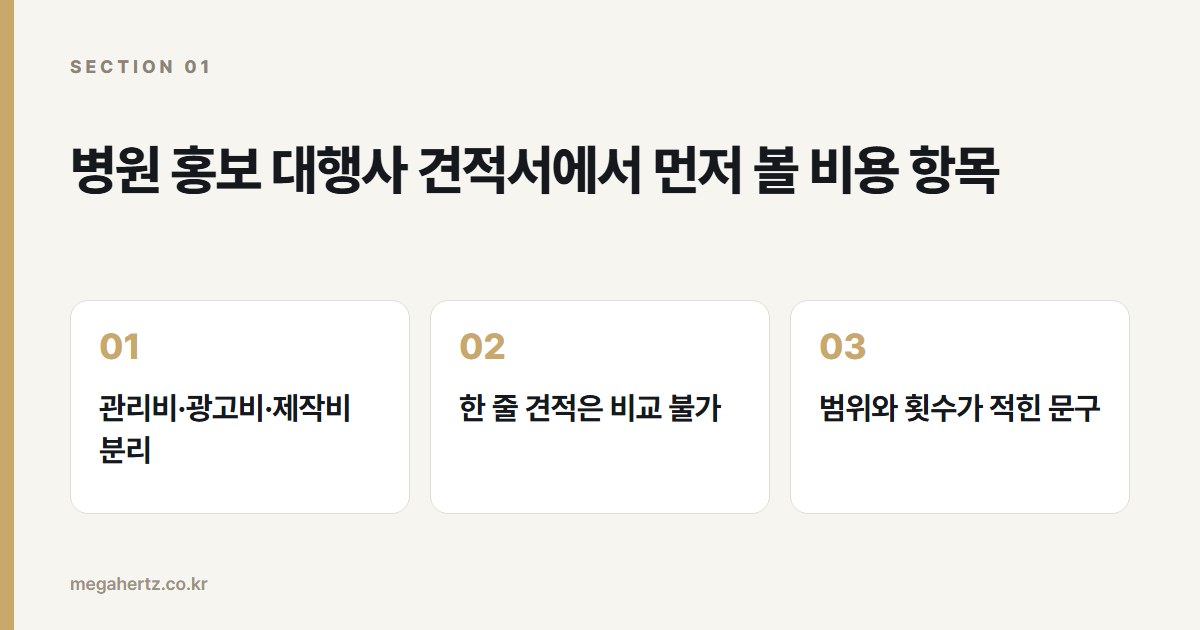 SECTION 01
병원 홍보 대행사 견적서에서 먼저 볼 비용 항목
01
관리비·광고비·제작비
분리
02
한 줄 견적은 비교 불가
03
범위와 횟수가 적힌 문구
megahertz.co.kr